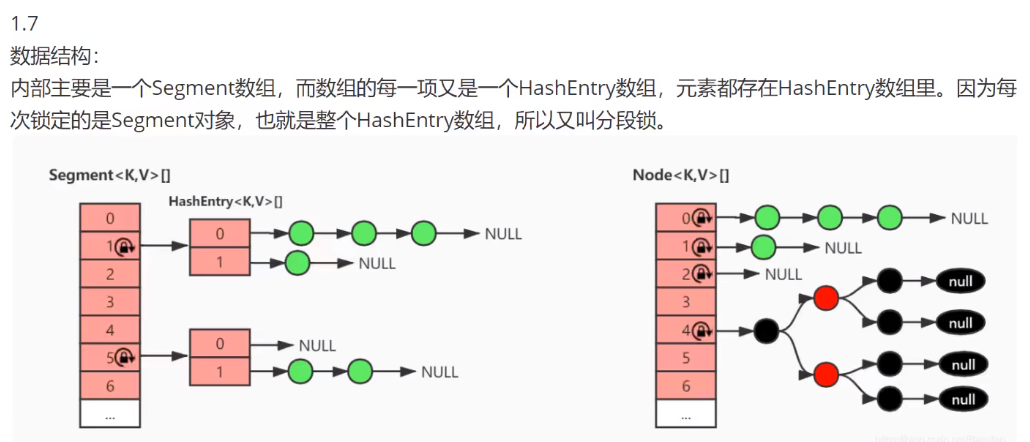 1.7
数据结构：
内部主要是一个Segment数组，而数组的每一项又是一个HashEntry数组，元素都存在HashEntry数组里。因为每
次锁定的是Segment对象，也就是整个HashEntry数组，所以又叫分段锁。
Segment<K,V>[]
HashEntry<K,V>[]
0
1
2
3
4
5
6
...
0
1
NULL
NULL
0
1
NULL
NULL
Node<K,V>[]
0
1
2
3
4
5
6
...
NULL
NULL
NULL
null
null
null
null